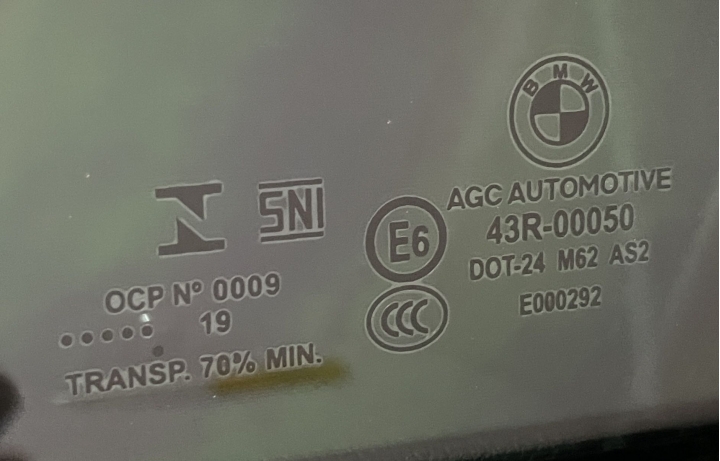 BMW
SNI
AGC AUTOMOTIVE
E6
43R-00050
DOT-24 M62 AS2
OCP Nº 0009
E000292
..... 19
CCC
TRANSP. 70% MIN.